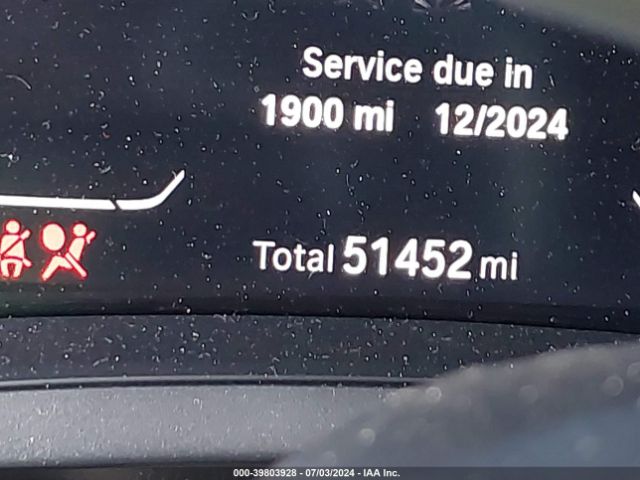 Service due in
1900 mi 12/2024
Total 51452 mi
000-39803928 - 07/03/2024 - IAA Inc.